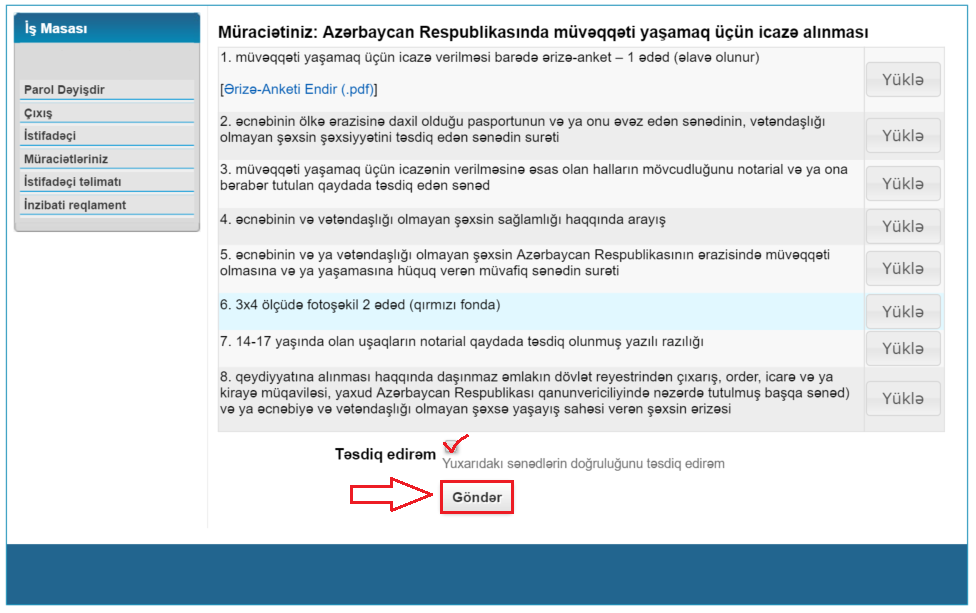 İş Masası
Parol Dəyişdir
Çıxış
İstifadəçi
Müraciətləriniz
İstifadəçi təlimatı
İnzibati reqlament
Müraciətiniz: Azərbaycan Respublikasında müvəqqəti yaşamaq üçün icazə alınması
1. müvəqqəti yaşamaq üçün icazə verilməsi barədə ərizə-anket – 1 ədəd (əlavə olunur)
[Ərizə-Anketi Endir (.pdf)]
Yüklə
2. əcnəbinin ölkə ərazisinə daxil olduğu pasportunun və ya onu əvəz edən sənədinin, vətəndaşlığı
olmayan şəxsin şəxsiyyətini təsdiq edən sənədin surəti
Yüklə
3. müvəqqəti yaşamaq üçün icazənin verilməsinə əsas olan halların mövcudluğunu notarial və ya ona
bərabər tutulan qaydada təsdiq edən sənəd
Yüklə
4. əcnəbinin və vətəndaşlığı olmayan şəxsin sağlamlığı haqqında arayış
Yüklə
5. əcnəbinin və ya vətəndaşlığı olmayan şəxsin Azərbaycan Respublikasının ərazisində müvəqqəti
olmasına və ya yaşamasına hüquq verən müvafiq sənədin surəti
Yüklə
6. 3x4 ölçüdə fotoşəkil 2 ədəd (qırmızı fonda)
Yüklə
7. 14-17 yaşında olan uşaqların notarial qaydada təsdiq olunmuş yazılı razılığı
Yüklə
8. qeydiyyatına alınması haqqında daşınmaz əmlakın dövlət reyestrindən çıxarış, order, icarə və ya
kirayə müqaviləsi, yaxud Azərbaycan Respublikası qanunvericiliyində nəzərdə tutulmuş başqa sənəd)
və ya əcnəbiyə və vətəndaşlığı olmayan şəxsə yaşayış sahəsi verən şəxsin ərizəsi
Yüklə
Təsdiq edirəm
Yuxarıdakı sənədlərin doğruluğunu təsdiq edirəm
Göndər